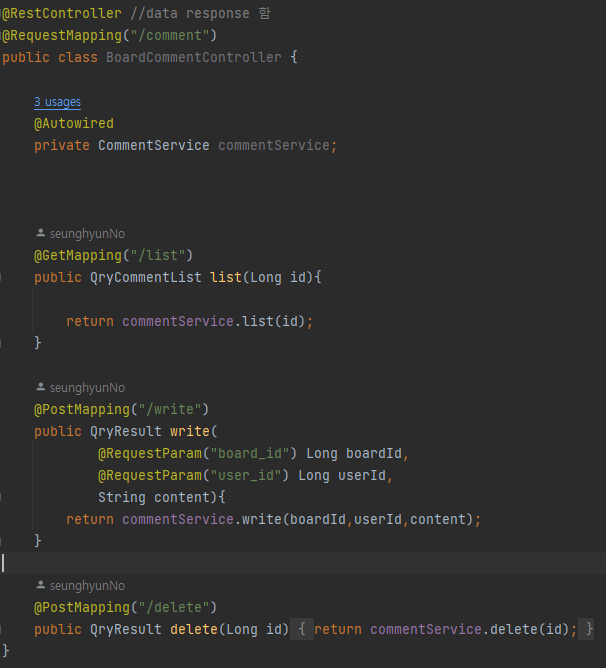 @RestController //data response 함
@RequestMapping("/comment")
public class BoardCommentController {
3 usages
@Autowired
private CommentService commentService;
seunghyunNo
@GetMapping("/list")
public QryCommentList list(Long id){
return commentService.list(id);
}
seunghyunNo
@PostMapping("/write")
public QryResult write(
@RequestParam("board_id") Long boardId,
@RequestParam("user_id") Long userId,
String content){
return commentService.write(boardId,userId,content);
}
seunghyunNo
@PostMapping("/delete")
public QryResult delete(Long id) { return commentService.delete(id); }
}